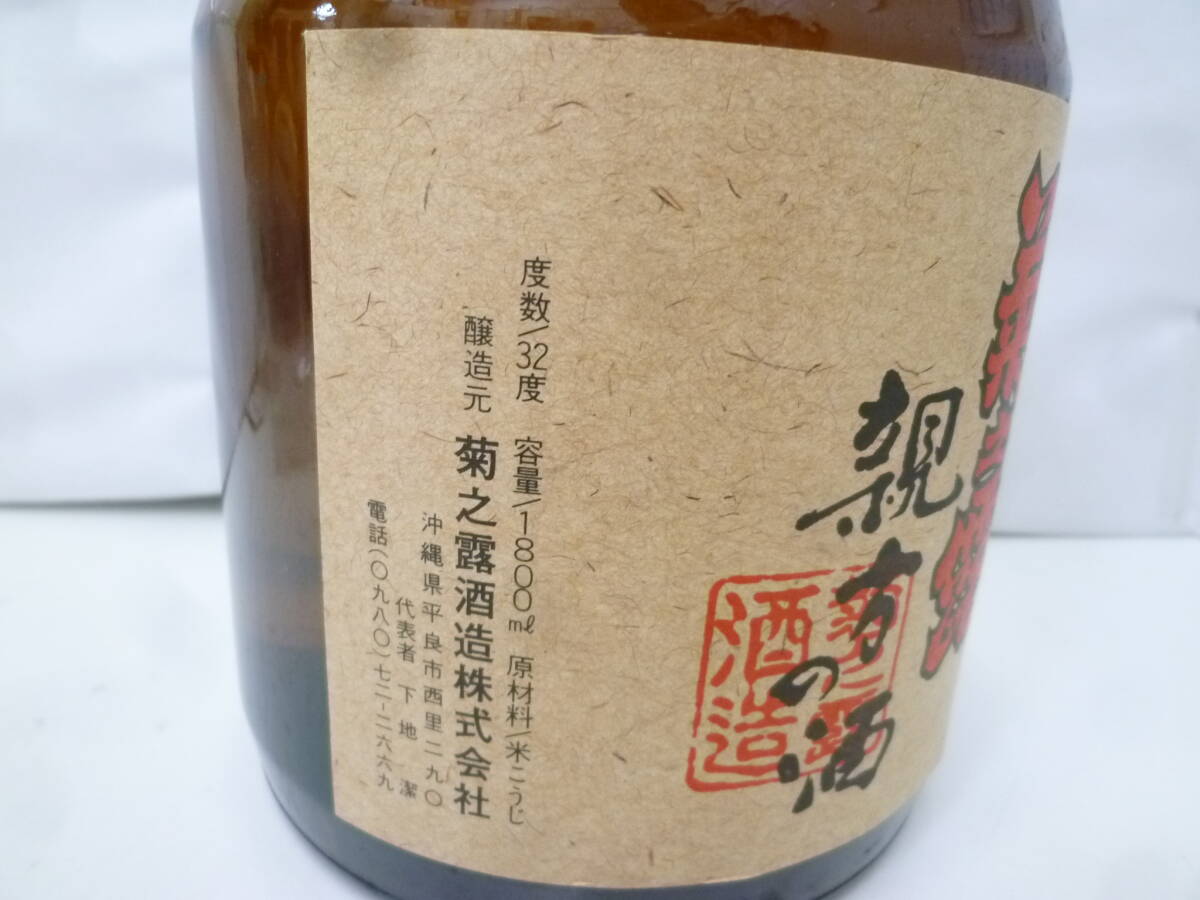 親方の酒
菊之露
酒造
度数/32度 容量/1800mℓ 原材料/米こうじ
醸造元 菊之露酒造株式会社
沖縄県平良市西里二九〇
代表者 下地 潔
電話(〇九八〇)七二-二六六九